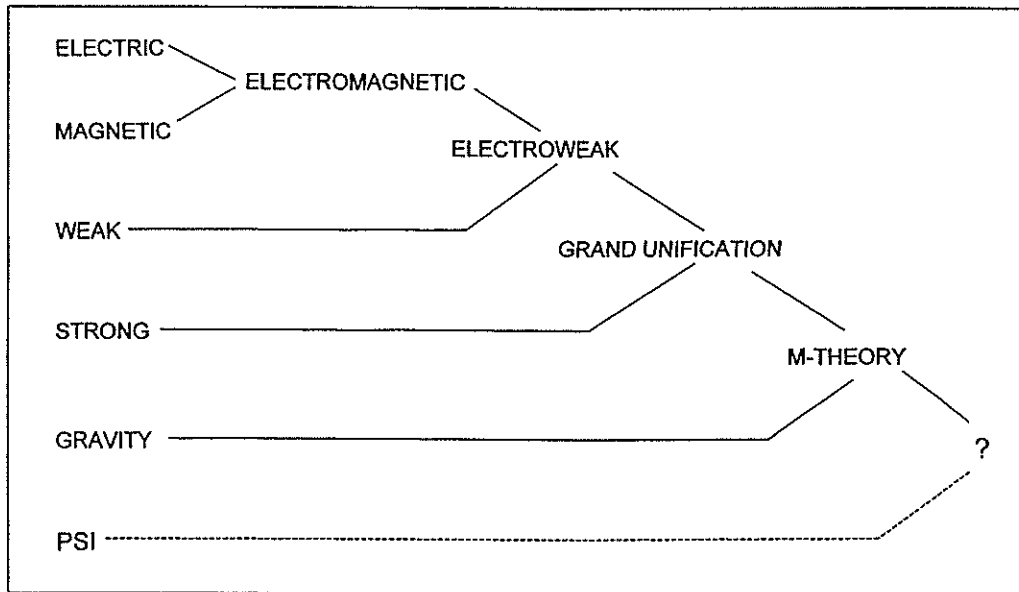 ELECTRIC
ELECTROMAGNETIC
MAGNETIC
ELECTROWEAK
WEAK
GRAND UNIFICATION
STRONG
M-THEORY
GRAVITY
?
PSI